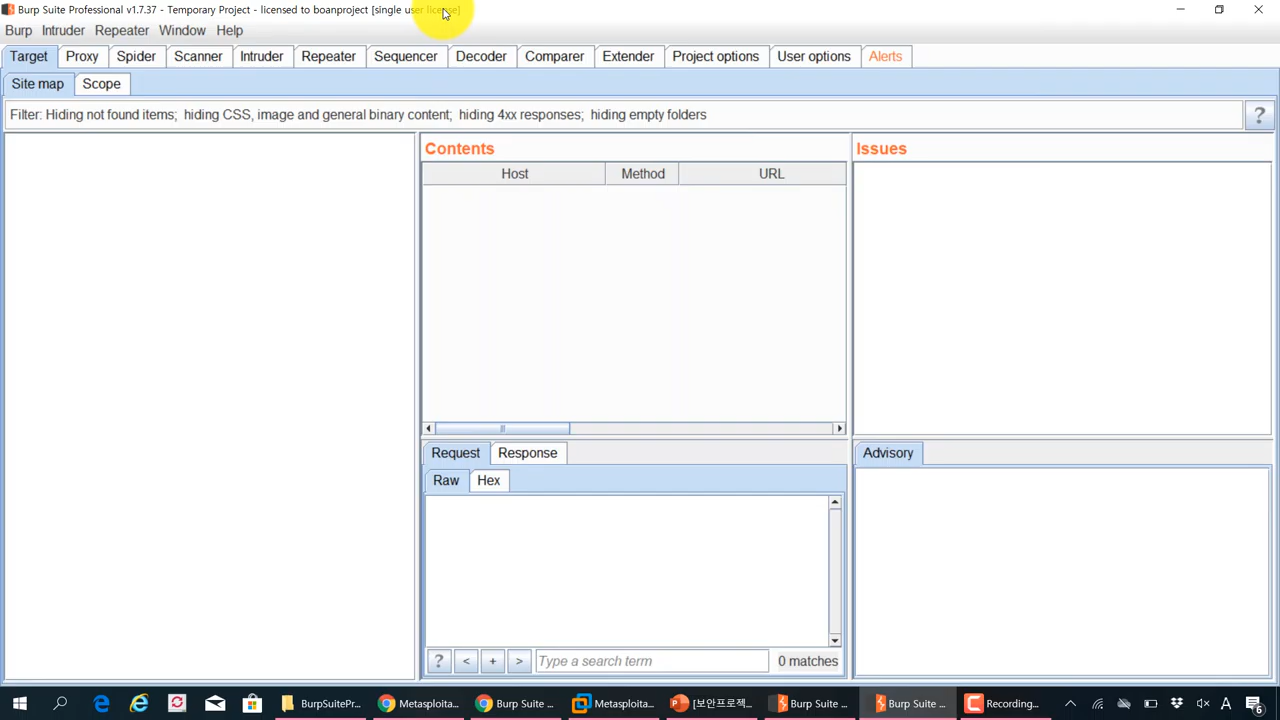 Burp Suite Professional v1.7.37 - Temporary Project - licensed to boanproject [single user license]
Burp Intruder Repeater Window Help
Target Proxy Spider Scanner Intruder Repeater Sequencer Decoder Comparer Extender Project options User options Alerts
Site map Scope
Filter: Hiding not found items; hiding CSS, image and general binary content; hiding 4xx responses; hiding empty folders ?
Contents
Host Method URL
Issues
Request Response
Raw Hex
Advisory
? < + > Type a search term 0 matches
BurpSuitePr... Metasploita... Burp Suite ... Metasploita... [보안프로젝... Burp Suite ... Burp Suite ... Recording... A 6